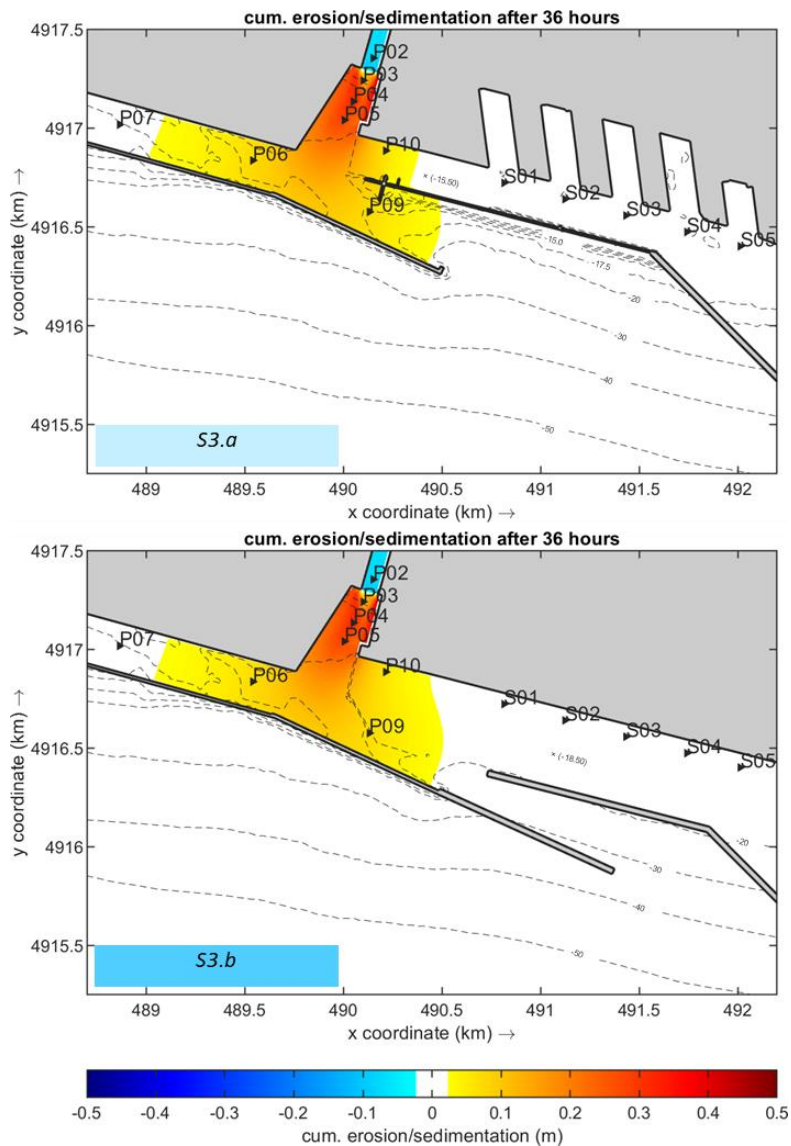 cum. erosion/sedimentation after 36 hours
4917.5
P02
P03
P04
P05
P07
4917
P10
P06
× (-15.50)
S01
S02
P09
S03
4916.5
S04
S05
-15.0
-17.5
-20
y coordinate (km) →
4916
-30
-40
4915.5
-50
S3.a
489
489.5
490
490.5
491
491.5
492
x coordinate (km) →
cum. erosion/sedimentation after 36 hours
4917.5
P02
P03
P04
P05
P07
4917
P10
P06
S01
S02
P09
S03
4916.5
S04
× (-18.50)
S05
y coordinate (km) →
4916
-20
-30
-40
4915.5
-50
S3.b
489
489.5
490
490.5
491
491.5
492
x coordinate (km) →
-0.5
-0.4
-0.3
-0.2
-0.1
0
0.1
0.2
0.3
0.4
0.5
cum. erosion/sedimentation (m)